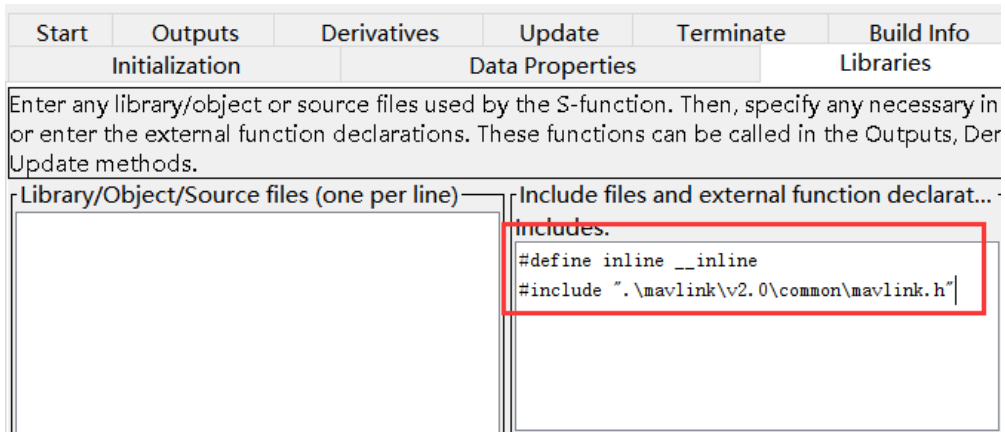 Start Outputs Derivatives Update Terminate Build Info
Initialization Data Properties Libraries
Enter any library/object or source files used by the S-function. Then, specify any necessary in
or enter the external function declarations. These functions can be called in the Outputs, Der
Update methods.
Library/Object/Source files (one per line) Include files and external function declarat...
Includes:
#define inline __inline
#include ".\mavlink\v2.0\common\mavlink.h"